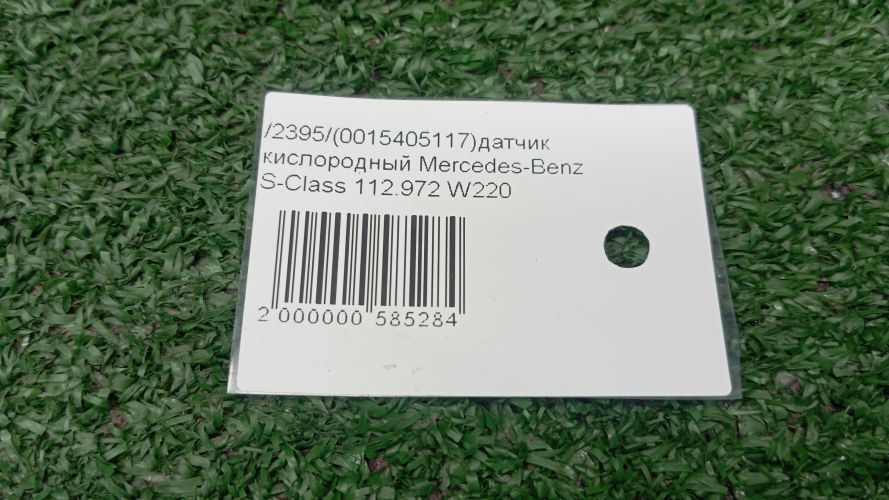 /2395/(0015405117)датчик
кислородный Mercedes-Benz
S-Class 112.972 W220
2 000000 585284